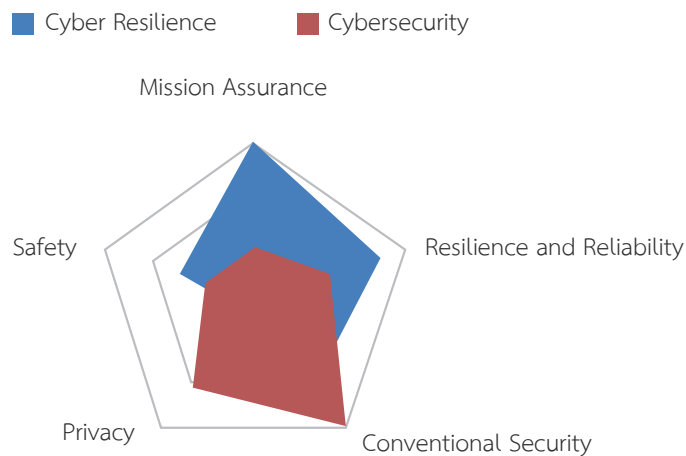 Cyber Resilience
Cybersecurity
Mission Assurance
Safety
Resilience and Reliability
Privacy
Conventional Security